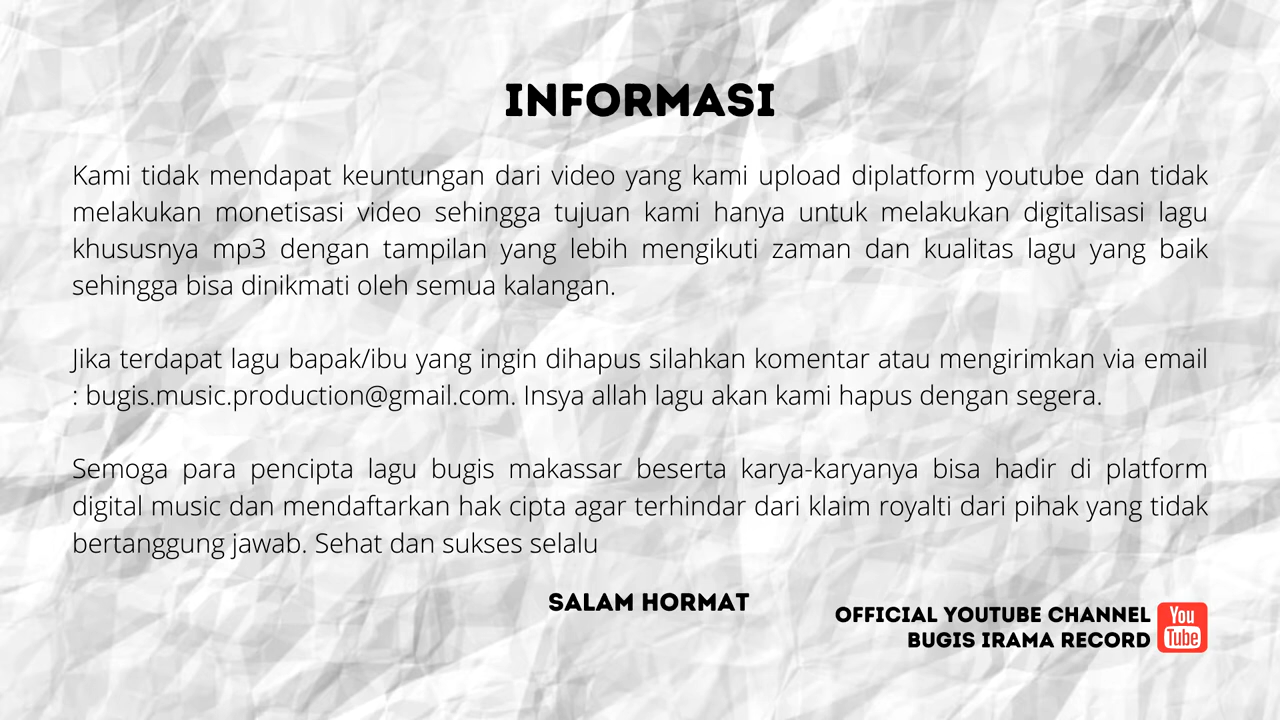 INFORMASI
Kami tidak mendapat keuntungan dari video yang kami upload diplatform youtube dan tidak
melakukan monetisasi video sehingga tujuan kami hanya untuk melakukan digitalisasi lagu
khususnya mp3 dengan tampilan yang lebih mengikuti zaman dan kualitas lagu yang baik
sehingga bisa dinikmati oleh semua kalangan.
Jika terdapat lagu bapak/ibu yang ingin dihapus silahkan komentar atau mengirimkan via email
: bugis.music.production@gmail.com. Insya allah lagu akan kami hapus dengan segera.
Semoga para pencipta lagu bugis makassar beserta karya-karyanya bisa hadir di platform
digital music dan mendaftarkan hak cipta agar terhindar dari klaim royalti dari pihak yang tidak
bertanggung jawab. Sehat dan sukses selalu
SALAM HORMAT
OFFICIAL YOUTUBE CHANNEL
BUGIS IRAMA RECORD
You
Tube